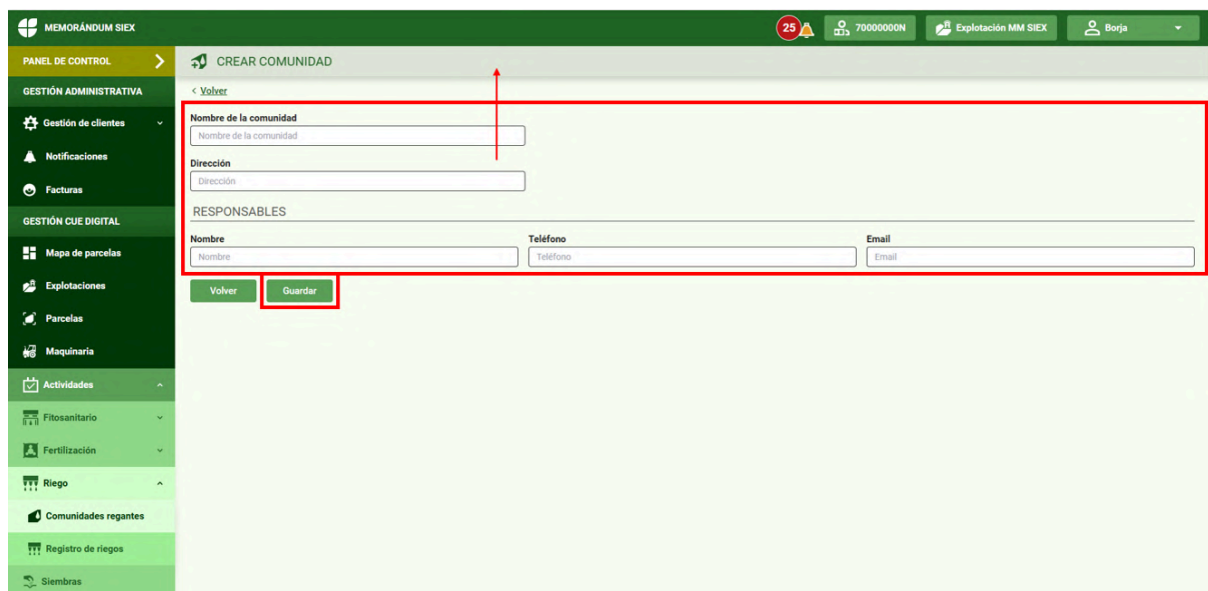 MEMORÁNDUM SIEX
25
70000000N
Explotación MM SIEX
Borja
PANEL DE CONTROL
CREAR COMUNIDAD
GESTIÓN ADMINISTRATIVA
< Volver
Gestión de clientes
Notificaciones
Facturas
GESTIÓN CUE DIGITAL
Mapa de parcelas
Explotaciones
Parcelas
Maquinaria
Actividades
Fitosanitario
Fertilización
Riego
Comunidades regantes
Registro de riegos
Siembras
Nombre de la comunidad
Nombre de la comunidad
Dirección
Dirección
RESPONSABLES
Nombre
Teléfono
Email
Nombre
Teléfono
Email
Volver
Guardar